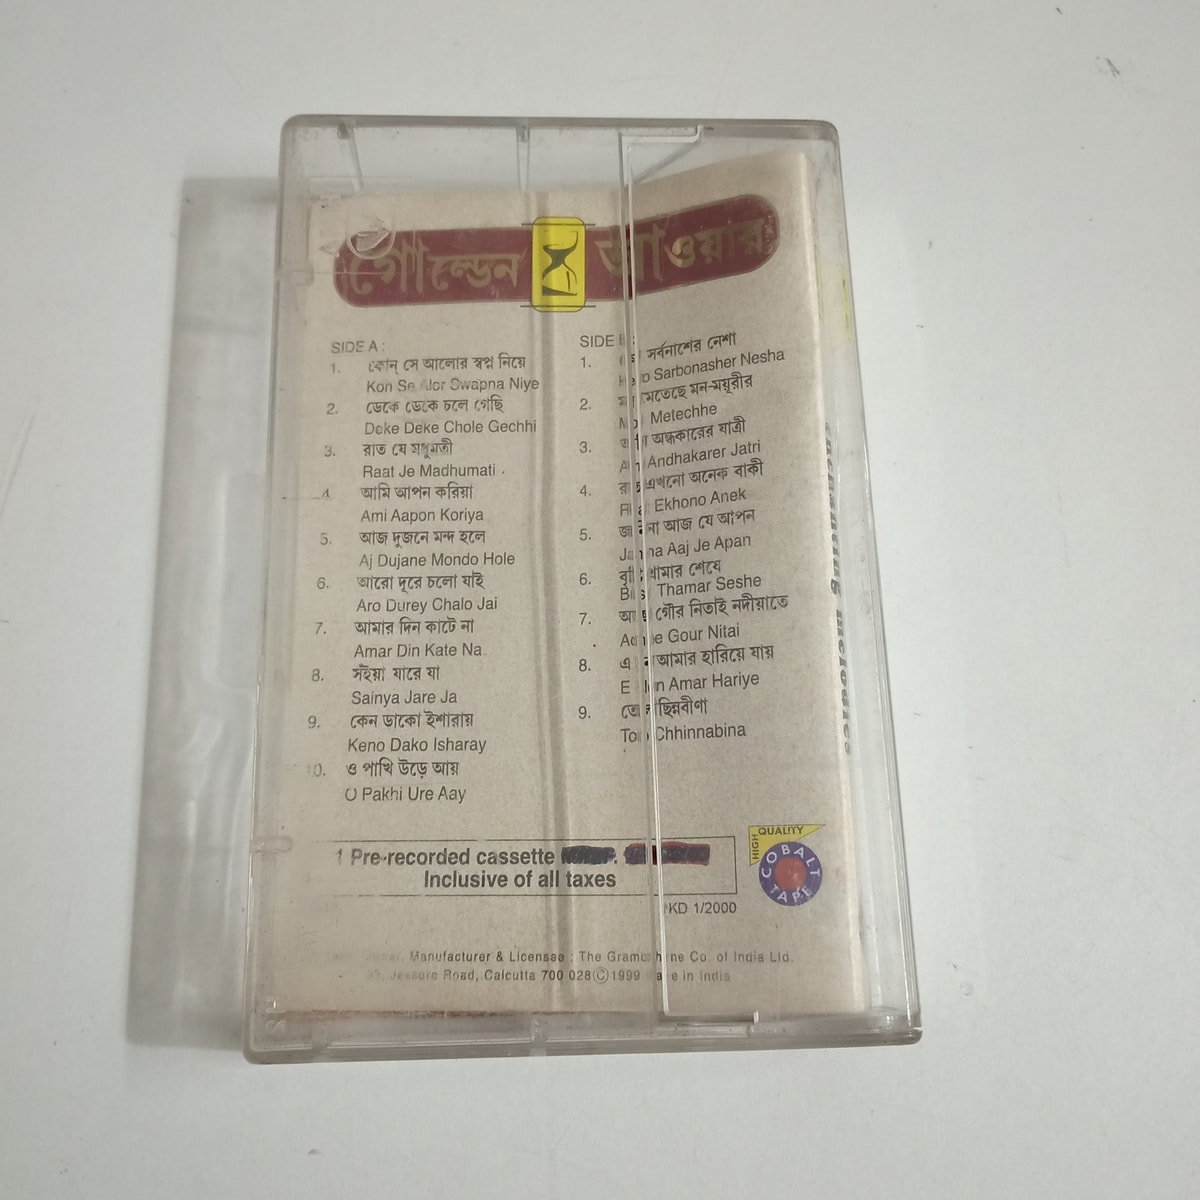 গোল্ডেন আওয়ার
SIDE A :
1. কোন্ সে আলোর স্বপ্ন নিয়ে
Kon Se Alor Swapna Niye
2. ডেকে ডেকে চলে গেছি
Deke Deke Chole Gechhi
3. রাত যে মধুমতী
Raat Je Madhumati
4. আমি আপন করিয়া
Ami Aapon Koriya
5. আজ দুজনে মন্দ হলে
Aj Dujane Mondo Hole
6. আরো দূরে চলো যাই
Aro Durey Chalo Jai
7. আমার দিন কাটে না
Amar Din Kate Na
8. সঁইয়া যারে যা
Sainya Jare Ja
9. কেন ডাকো ইশারায়
Keno Dako Isharay
10. ও পাখি উড়ে আয়
O Pakhi Ure Aay
SIDE :
1. সর্বনাশের নেশা
Sarbonasher Nesha
2. মেতেছে মন-ময়ূরীর
Metechhe
3. অন্ধকারের যাত্রী
Andhakarer Jatri
4. এখনো অনেক বাকী
Ekhono Anek
5. আজ যে আপন
Aaj Je Apan
6. থামার শেষে
Thamar Seshe
7. গৌর নিতাই নদীয়াতে
Gour Nitai
8. আমার হারিয়ে যায়
Amar Hariye
9. ছিন্নবীণা
Chhinnabina
1 Pre-recorded cassette
Inclusive of all taxes
PKD 1/2000
HIGH QUALITY
COBALT TAPE
Manufacturer & Licensee : The Gramophone Co. of India Ltd.
Jessore Road, Calcutta 700 028 © 1999 Made in India
enchanting melodies